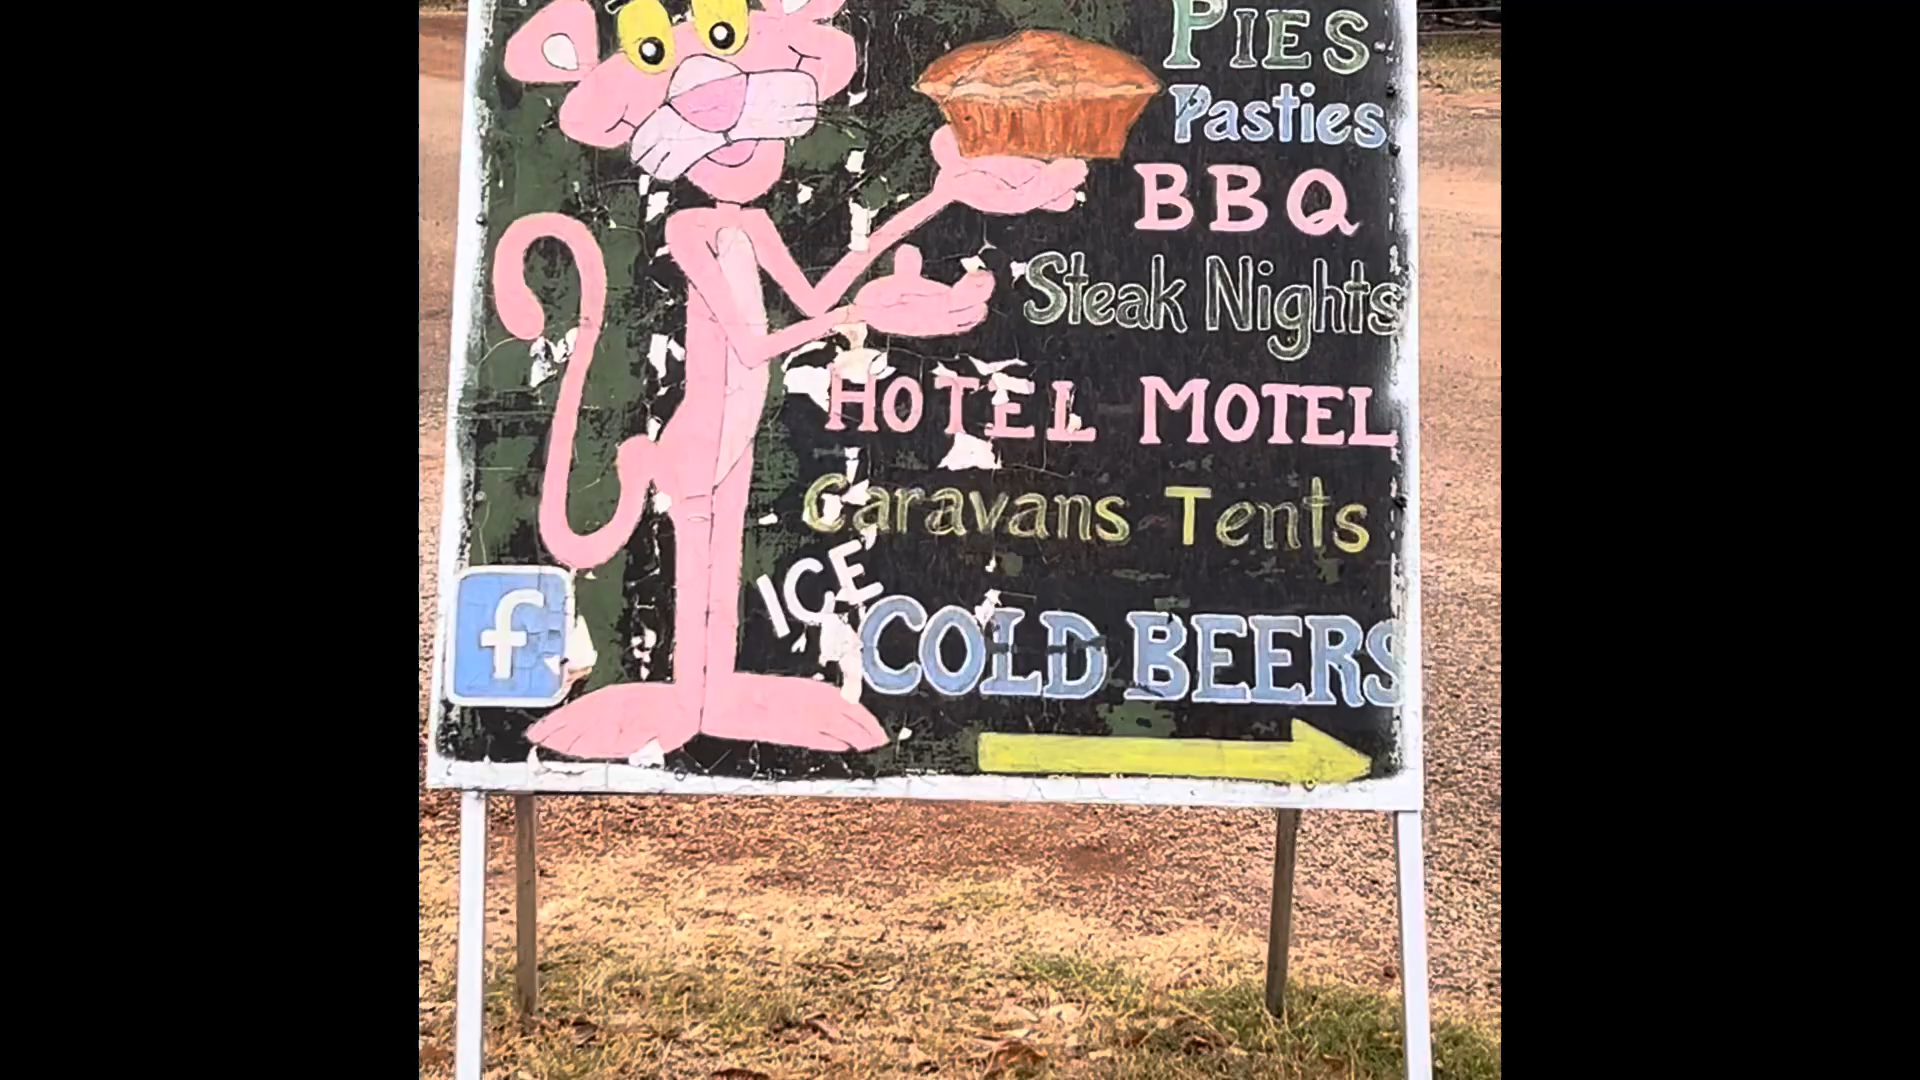 PIES
Pasties
BBQ
Steak Nights
HOTEL MOTEL
Caravans Tents
ICE
COLD BEERS
f